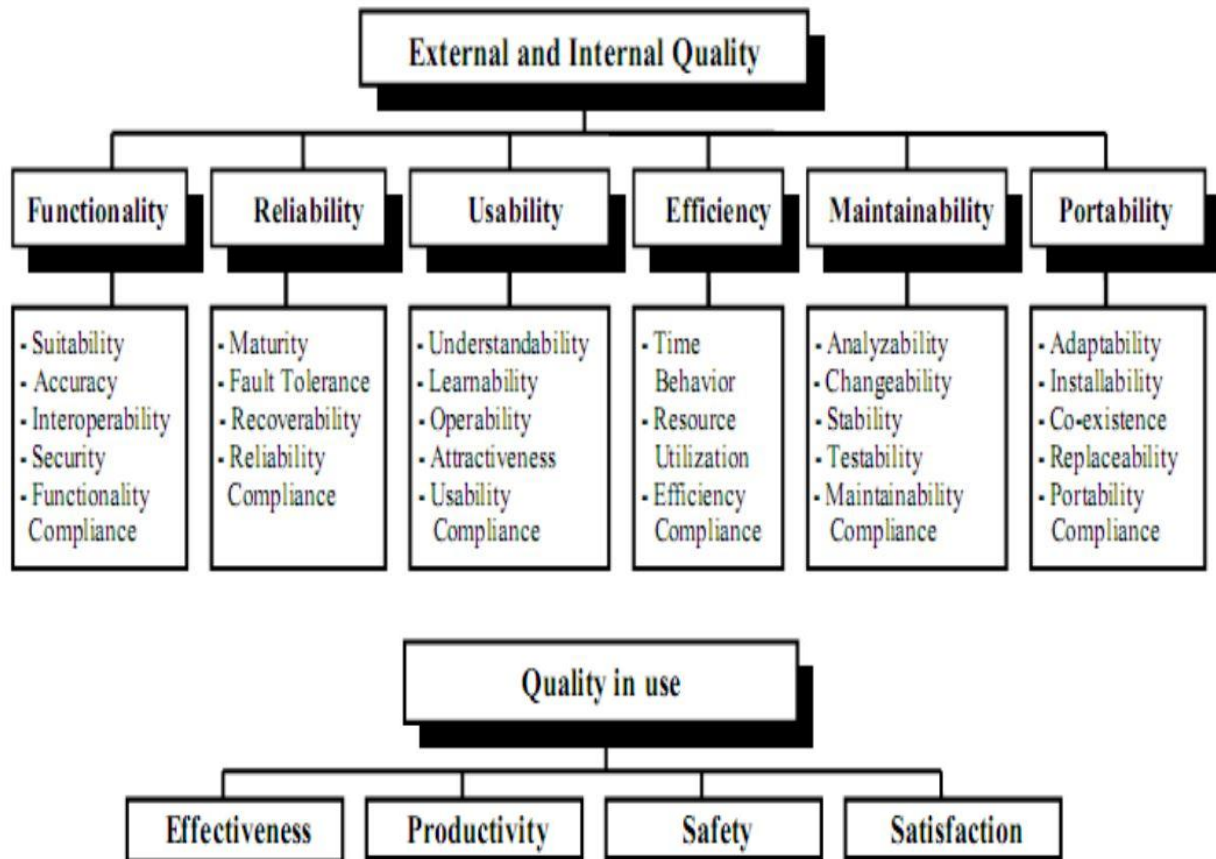 External and Internal Quality
Functionality
Reliability
Usability
Efficiency
Maintainability
Portability
- Suitability
- Accuracy
- Interoperability
- Security
- Functionality
Compliance
- Maturity
- Fault Tolerance
- Recoverability
- Reliability
Compliance
- Understandability
- Learnability
- Operability
- Attractiveness
- Usability
Compliance
- Time
Behavior
- Resource
Utilization
- Efficiency
Compliance
- Analyzability
- Changeability
- Stability
- Testability
- Maintainability
Compliance
- Adaptability
- Installability
- Co-existence
- Replaceability
- Portability
Compliance
Quality in use
Effectiveness
Productivity
Safety
Satisfaction